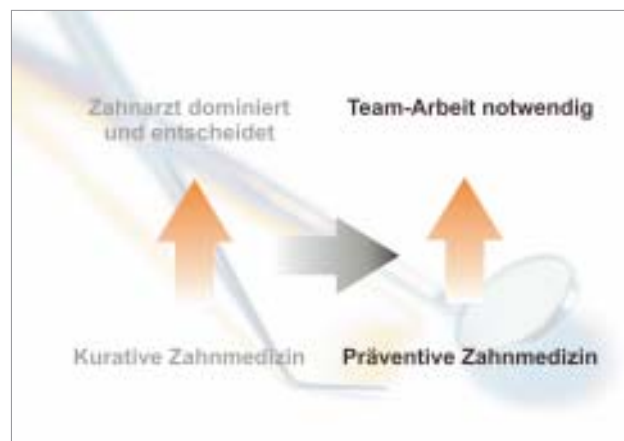 Zahnarzt dominiert
und entscheidet
Team-Arbeit notwendig
Kurative Zahnmedizin
Präventive Zahnmedizin